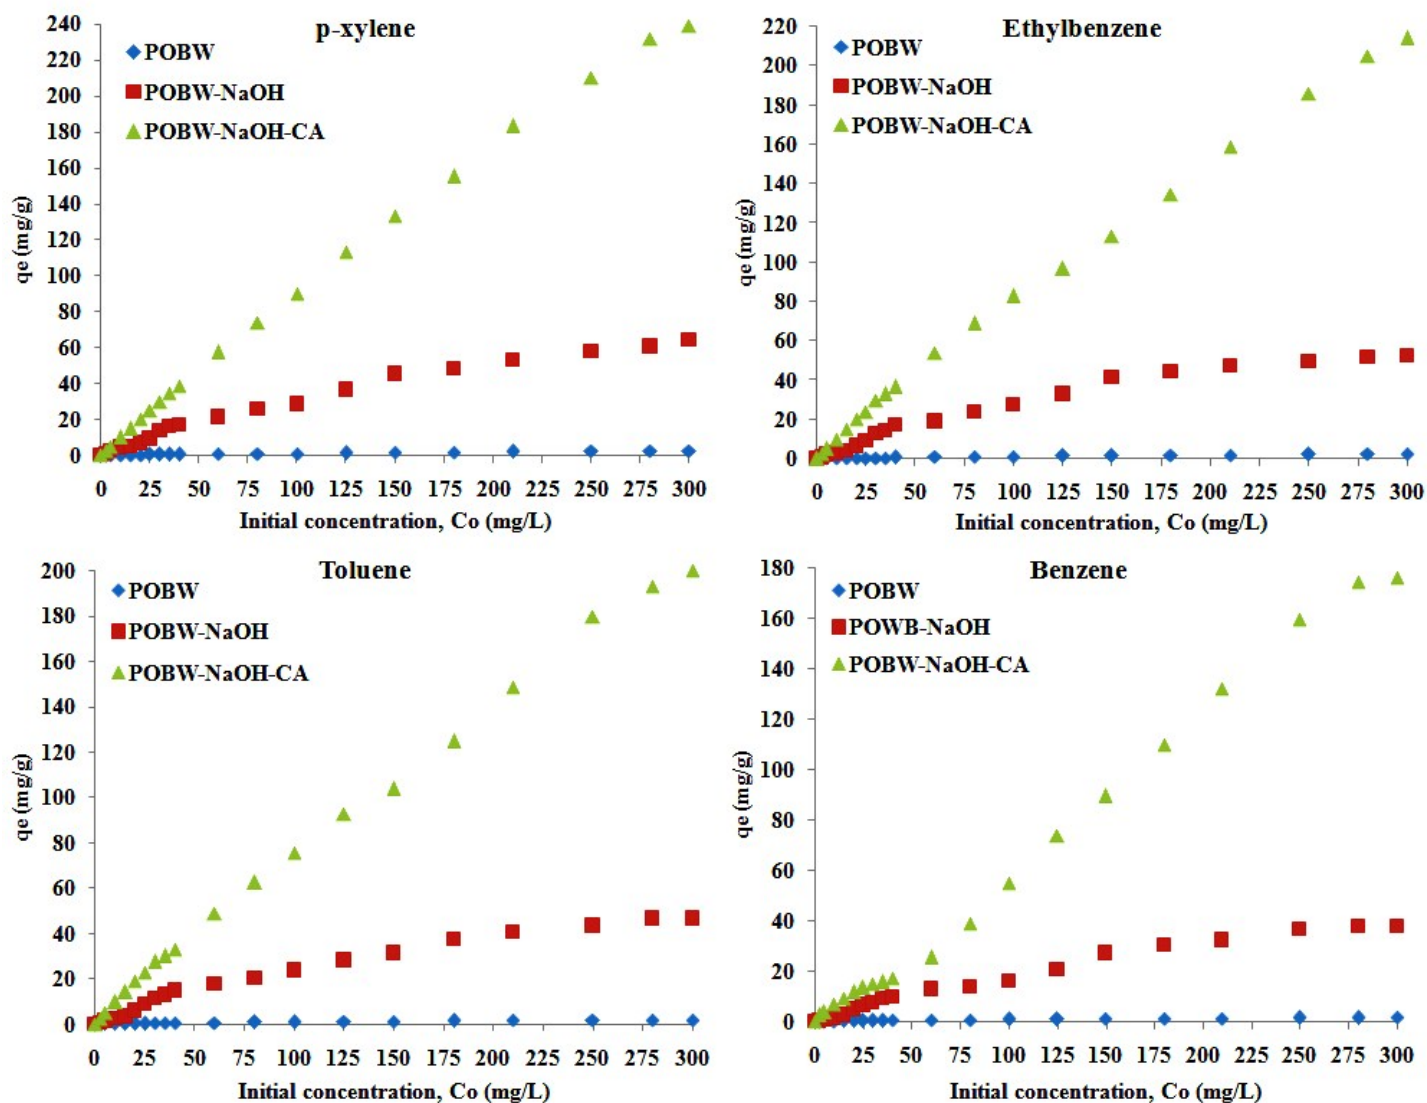 p-xylene
POBW
POBW-NaOH
POBW-NaOH-CA
qe (mg/g)
240
220
200
180
160
140
120
100
80
60
40
20
0
0 25 50 75 100 125 150 175 200 225 250 275 300
Initial concentration, Co (mg/L)
Ethylbenzene
POBW
POBW-NaOH
POBW-NaOH-CA
qe (mg/g)
220
200
180
160
140
120
100
80
60
40
20
0
0 25 50 75 100 125 150 175 200 225 250 275 300
Initial concentration, Co (mg/L)
Toluene
POBW
POBW-NaOH
POBW-NaOH-CA
qe (mg/g)
200
180
160
140
120
100
80
60
40
20
0
0 25 50 75 100 125 150 175 200 225 250 275 300
Initial concentration, Co (mg/L)
Benzene
POBW
POWB-NaOH
POBW-NaOH-CA
qe (mg/g)
180
160
140
120
100
80
60
40
20
0
0 25 50 75 100 125 150 175 200 225 250 275 300
Initial concentration, Co (mg/L)